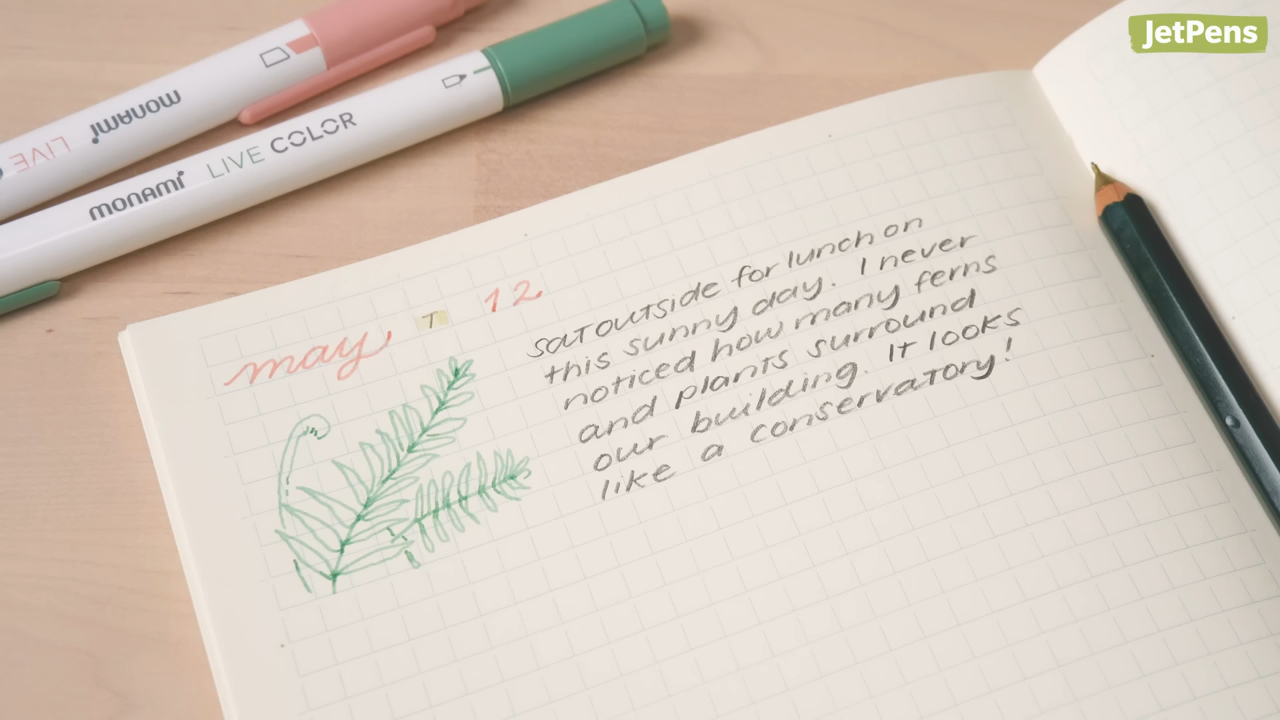 JetPens
monami
LIVE
monami LIVE COLOR
may T 12
sat outside for lunch on
this sunny day. I never
noticed how many ferns
and plants surround
our building. It looks
like a conservatory!